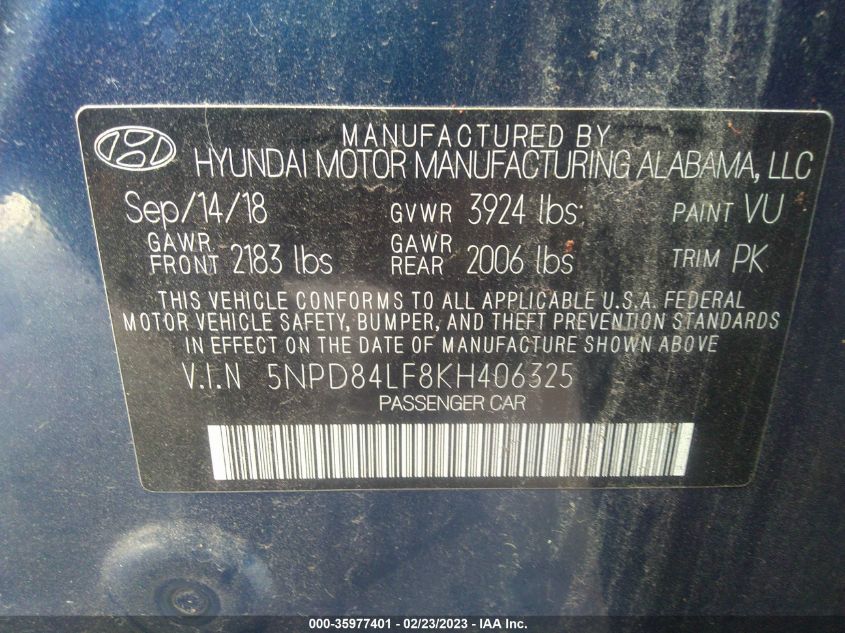 MANUFACTURED BY
HYUNDAI MOTOR MANUFACTURING ALABAMA, LLC
Sep/14/18 GVWR 3924 lbs: PAINT VU
GAWR FRONT 2183 lbs GAWR REAR 2006 lbs TRIM PK
THIS VEHICLE CONFORMS TO ALL APPLICABLE U.S.A. FEDERAL
MOTOR VEHICLE SAFETY, BUMPER, AND THEFT PREVENTION STANDARDS
IN EFFECT ON THE DATE OF MANUFACTURE SHOWN ABOVE
V.I.N 5NPD84LF8KH406325
PASSENGER CAR
000-35977401 - 02/23/2023 - IAA Inc.